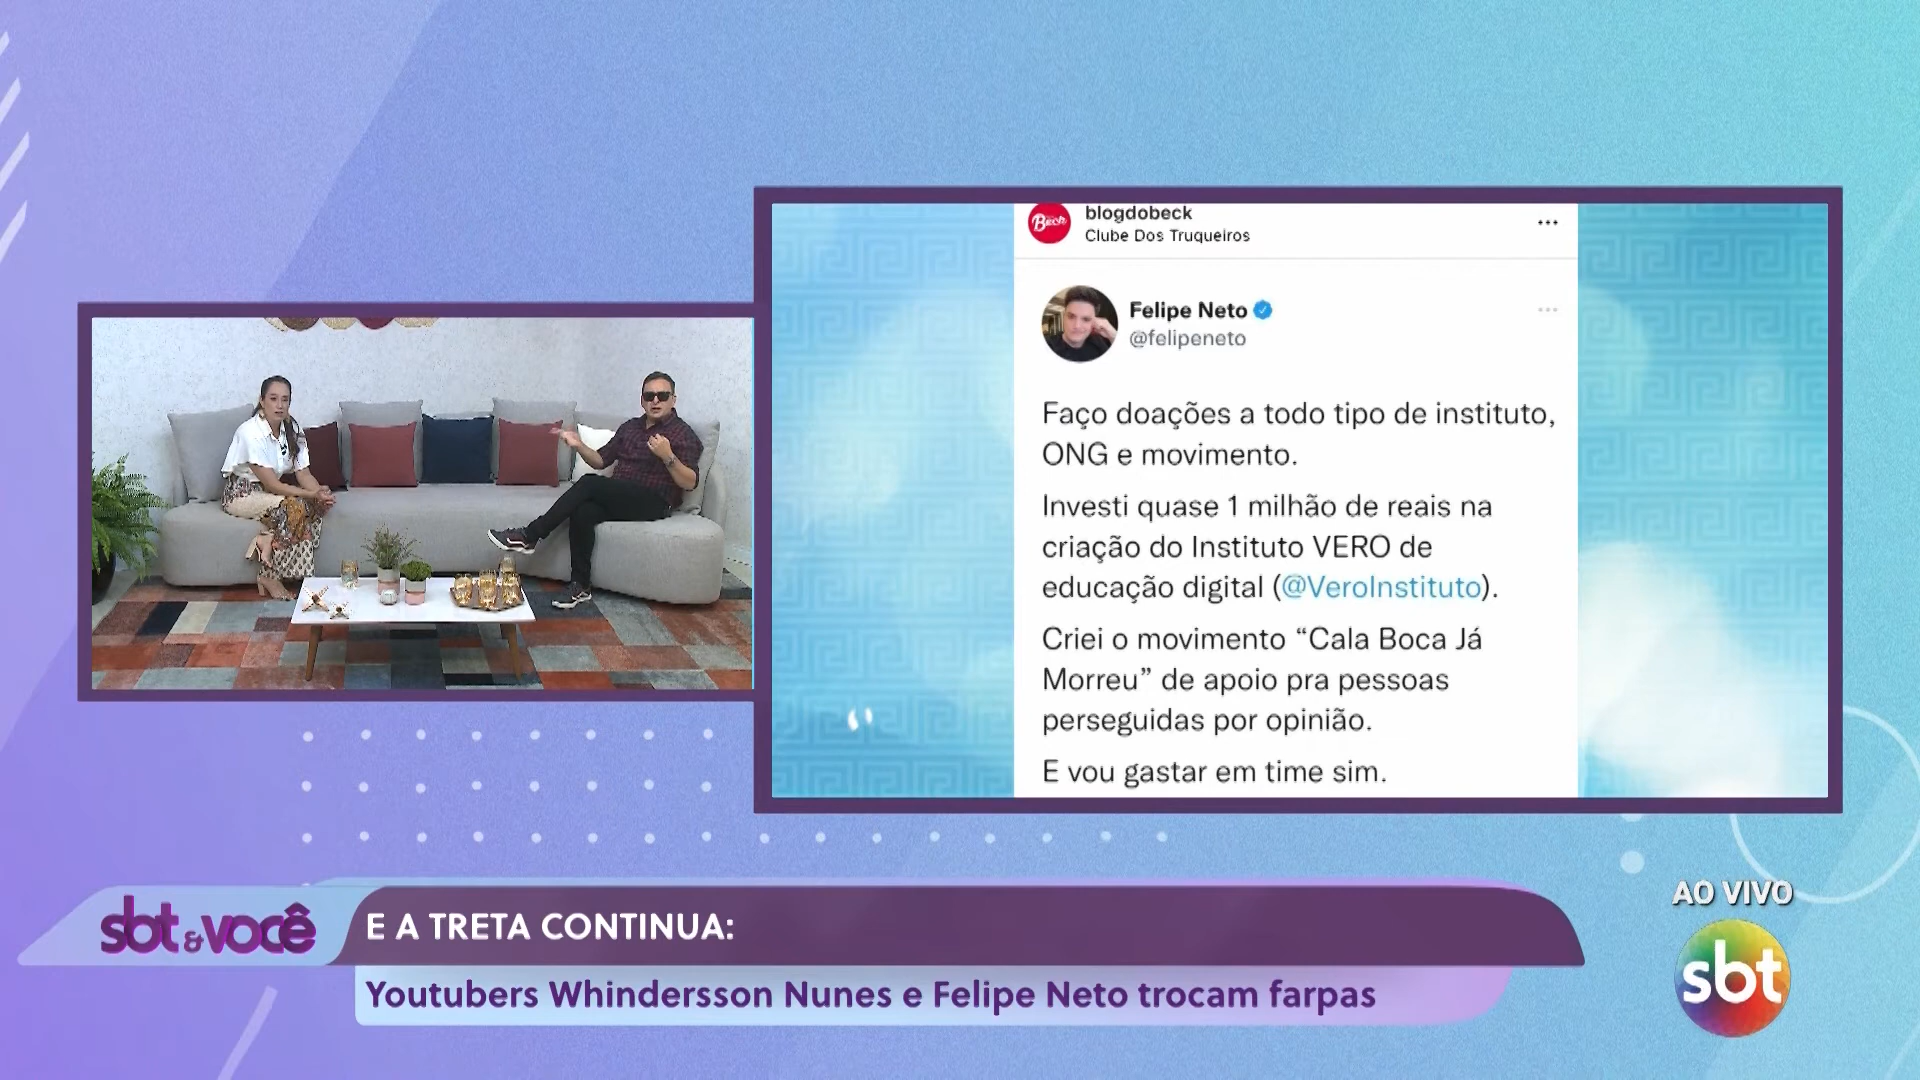 Beck
blogdobeck
Clube Dos Truqueiros
Felipe Neto
@felipeneto
Faço doações a todo tipo de instituto,
ONG e movimento.
Investi quase 1 milhão de reais na
criação do Instituto VERO de
educação digital (@VeroInstituto).
Criei o movimento “Cala Boca Já
Morreu” de apoio pra pessoas
perseguidas por opinião.
E vou gastar em time sim.
AO VIVO
sbt
sbt&você
E A TRETA CONTINUA:
Youtubers Whindersson Nunes e Felipe Neto trocam farpas